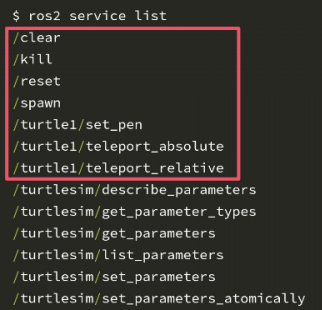 $ ros2 service list
/clear
/kill
/reset
/spawn
/turtle1/set_pen
/turtle1/teleport_absolute
/turtle1/teleport_relative
/turtlesim/describe_parameters
/turtlesim/get_parameter_types
/turtlesim/get_parameters
/turtlesim/list_parameters
/turtlesim/set_parameters
/turtlesim/set_parameters_atomically